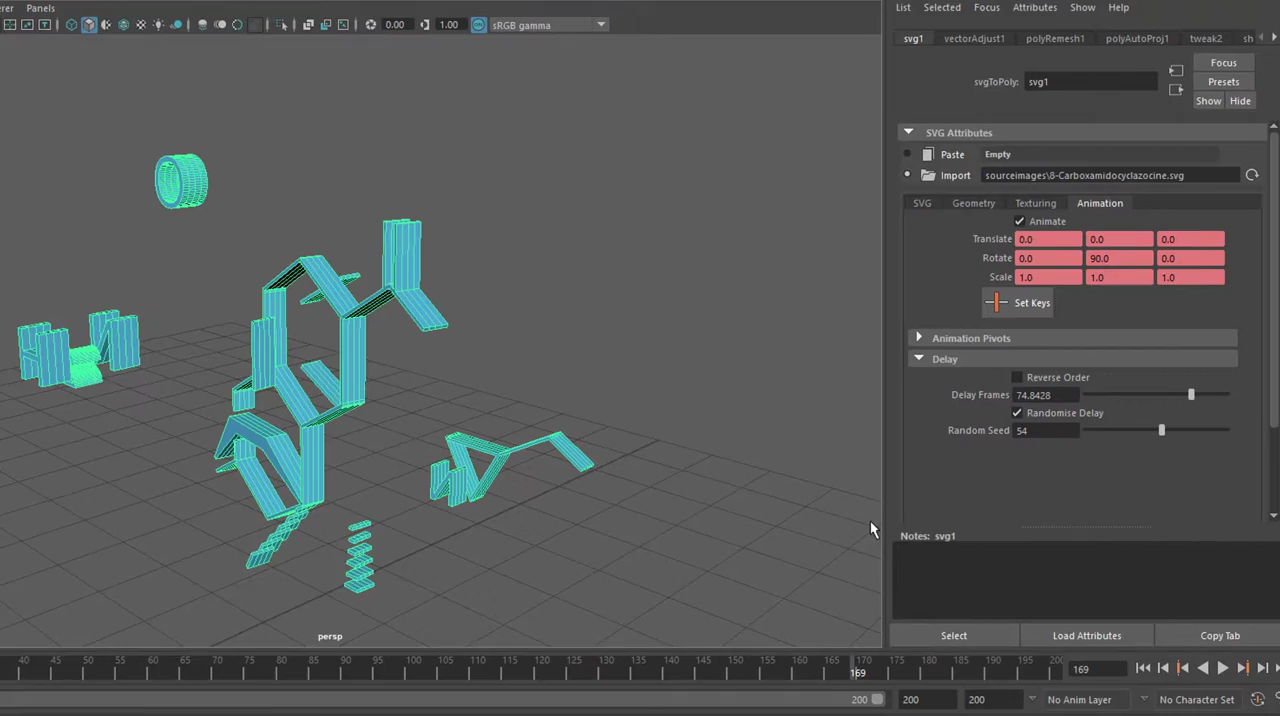 erer Panels
List Selected Focus Attributes Show Help
0.00 1.00 sRGB gamma
svg1 vectorAdjust1 polyRemesh1 polyAutoProj1 tweak2 sh
Focus
svgToPoly: svg1
Presets
Show Hide
SVG Attributes
Paste Empty
Import sourceimages\8-Carboxamidocyclazocine.svg
SVG Geometry Texturing Animation
Animate
Translate 0.0 0.0 0.0
Rotate 0.0 90.0 0.0
Scale 1.0 1.0 1.0
Set Keys
Animation Pivots
Delay
Reverse Order
Delay Frames 74.8428
Randomise Delay
Random Seed 54
Notes: svg1
persp
Select Load Attributes Copy Tab
40 45 50 55 60 65 70 75 80 85 90 95 100 105 110 115 120 125 130 135 140 145 150 155 160 165 170 175 180 185 190 195 200
169 169
200 200 200 No Anim Layer No Character Set